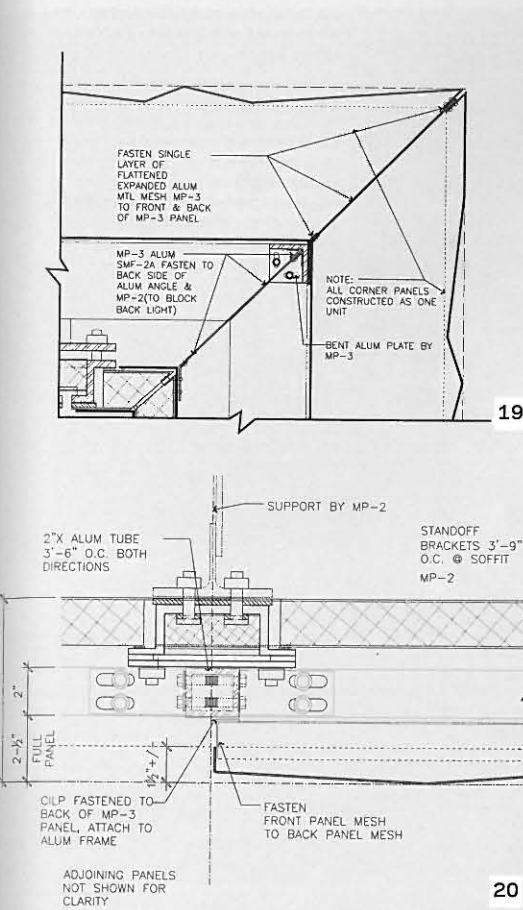 FASTEN SINGLE
LAYER OF
FLATTENED
EXPANDED ALUM
MTL MESH MP-3
TO FRONT & BACK
OF MP-3 PANEL
MP-3 ALUM
SMF-2A FASTEN TO
BACK SIDE OF
ALUM ANGLE &
MP-2(TO BLOCK
BACK LIGHT)
NOTE:
ALL CORNER PANELS
CONSTRUCTED AS ONE
UNIT
BENT ALUM PLATE BY
MP-3
19
SUPPORT BY MP-2
2"X ALUM TUBE
3'-6" O.C. BOTH
DIRECTIONS
STANDOFF
BRACKETS 3'-9"
O.C. @ SOFFIT
MP-2
2"
2-½"
FULL
PANEL
1½"+/-
CILP FASTENED TO
BACK OF MP-3
PANEL, ATTACH TO
ALUM FRAME
FASTEN
FRONT PANEL MESH
TO BACK PANEL MESH
ADJOINING PANELS
NOT SHOWN FOR
CLARITY
20